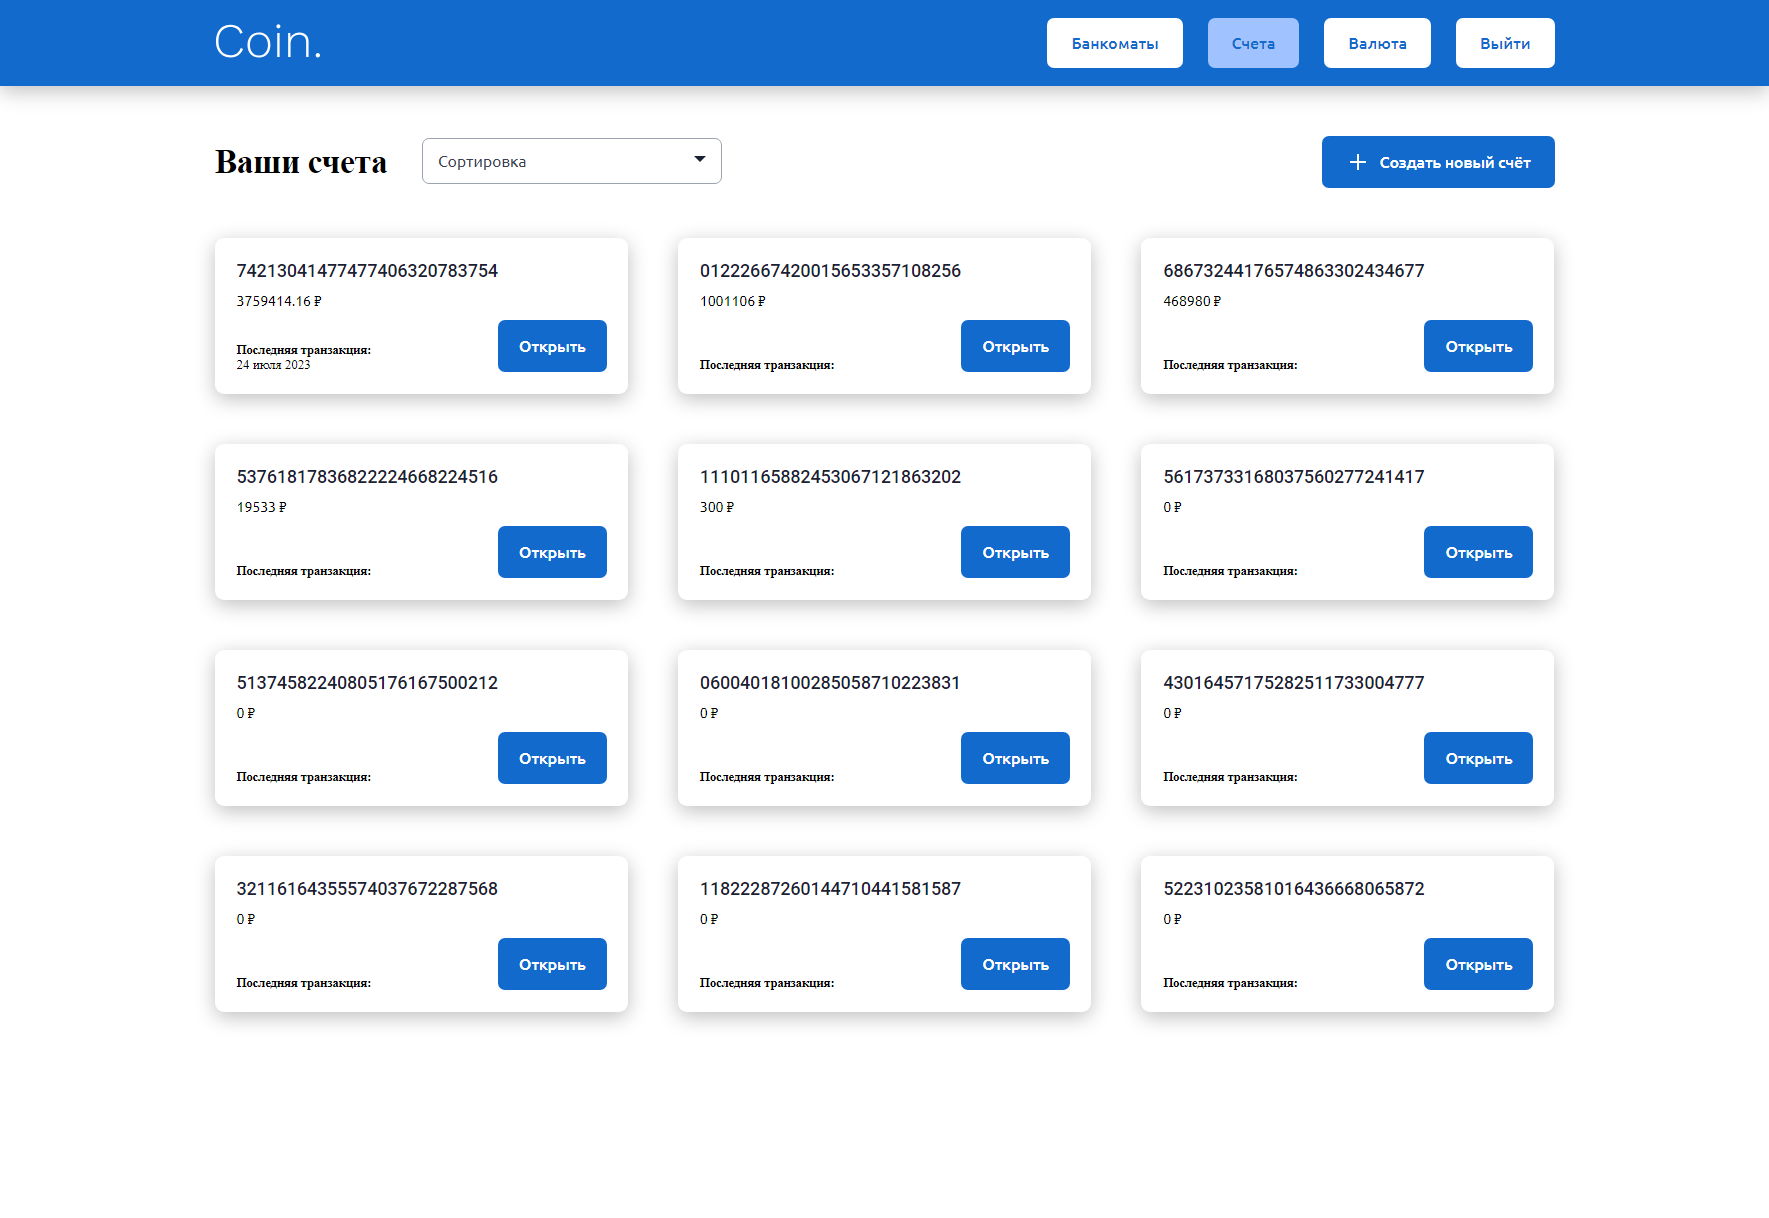 Coin.
Банкоматы
Счета
Валюта
Выйти
Ваши счета
Сортировка
Создать новый счёт
74213041477477406320783754
3759414.16 ₽
Последняя транзакция:
24 июля 2023
Открыть
01222667420015653357108256
1001106 ₽
Последняя транзакция:
Открыть
68673244176574863302434677
468980 ₽
Последняя транзакция:
Открыть
53761817836822224668224516
19533 ₽
Последняя транзакция:
Открыть
11101165882453067121863202
300 ₽
Последняя транзакция:
Открыть
56173733168037560277241417
0 ₽
Последняя транзакция:
Открыть
51374582240805176167500212
0 ₽
Последняя транзакция:
Открыть
06004018100285058710223831
0 ₽
Последняя транзакция:
Открыть
43016457175282511733004777
0 ₽
Последняя транзакция:
Открыть
32116164355574037672287568
0 ₽
Последняя транзакция:
Открыть
11822287260144710441581587
0 ₽
Последняя транзакция:
Открыть
52231023581016436668065872
0 ₽
Последняя транзакция:
Открыть